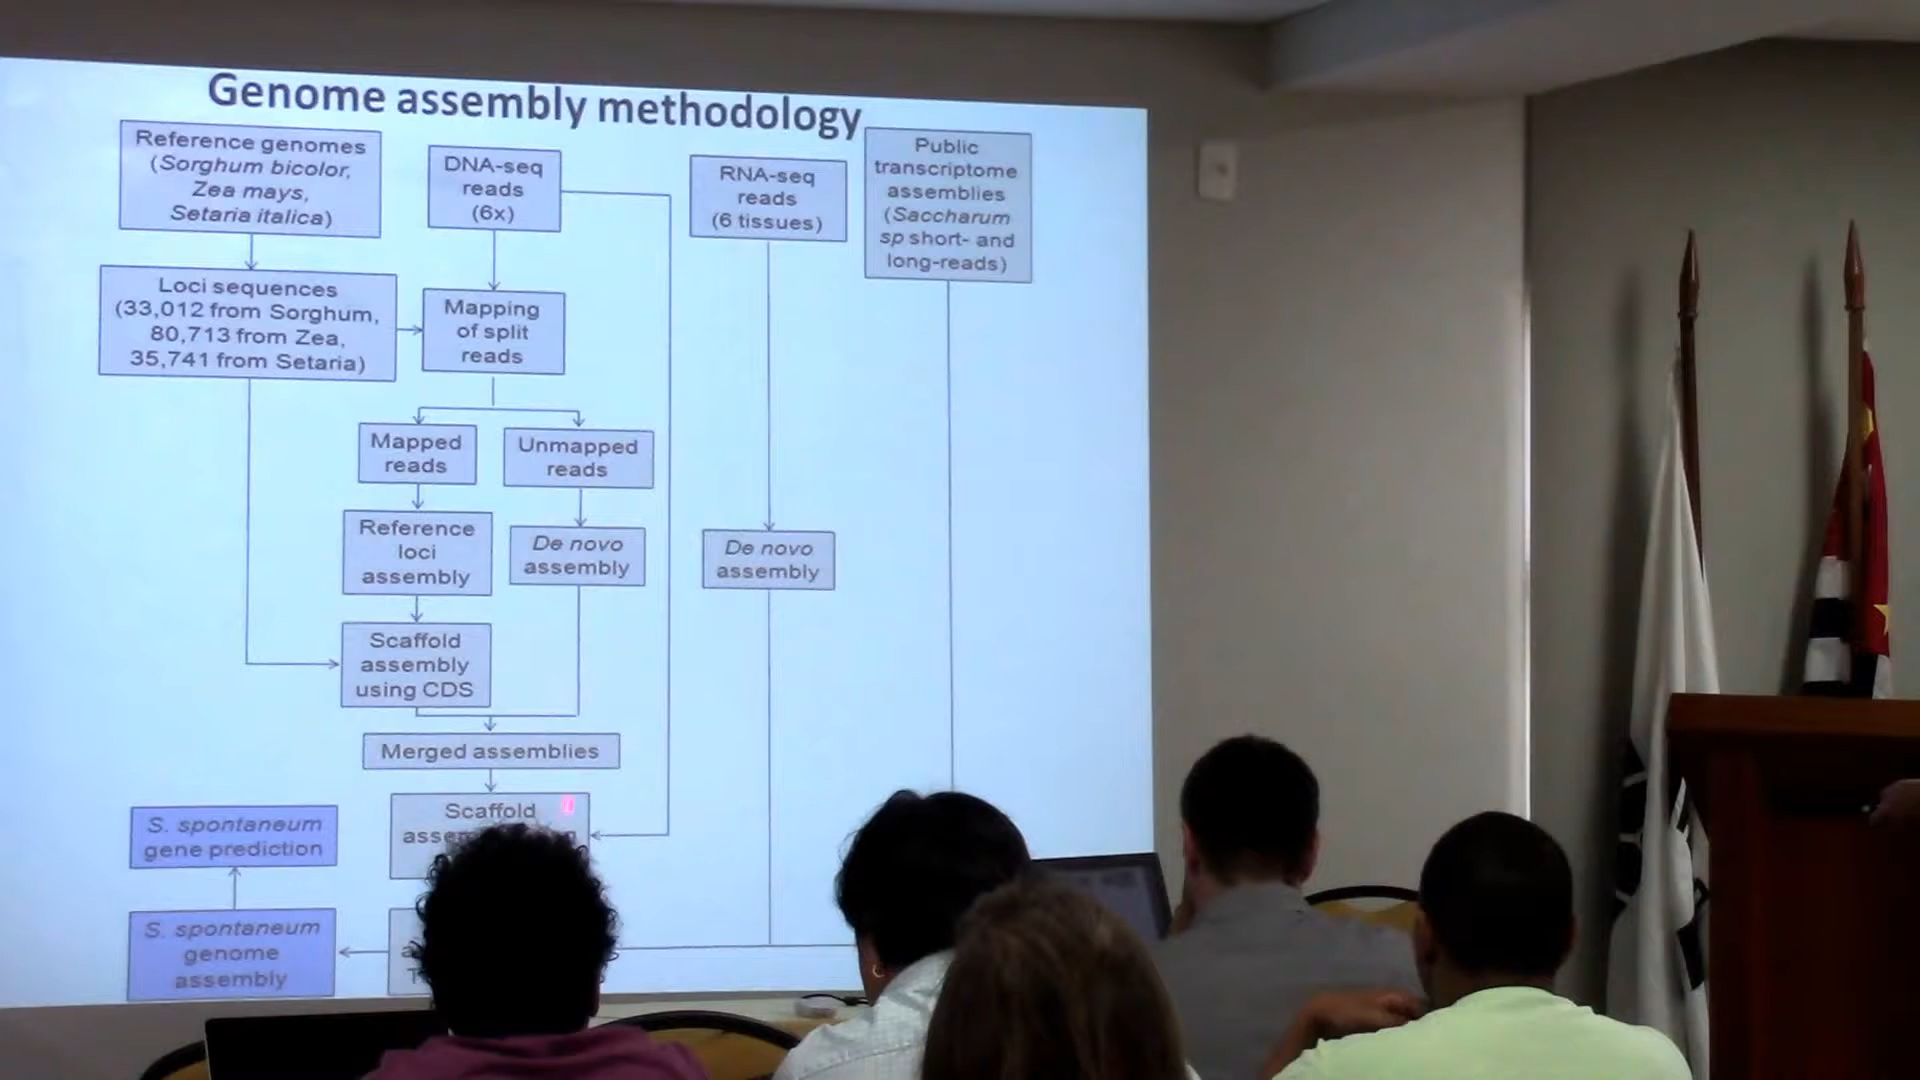 Genome assembly methodology
Reference genomes
(Sorghum bicolor,
Zea mays,
Setaria italica)
DNA-seq
reads
(6x)
RNA-seq
reads
(6 tissues)
Public
transcriptome
assemblies
(Saccharum
sp short- and
long-reads)
Loci sequences
(33,012 from Sorghum,
80,713 from Zea,
35,741 from Setaria)
Mapping
of split
reads
Mapped
reads
Unmapped
reads
Reference
loci
assembly
De novo
assembly
De novo
assembly
Scaffold
assembly
using CDS
Merged assemblies
Scaffold
S. spontaneum
gene prediction
S. spontaneum
genome
assembly